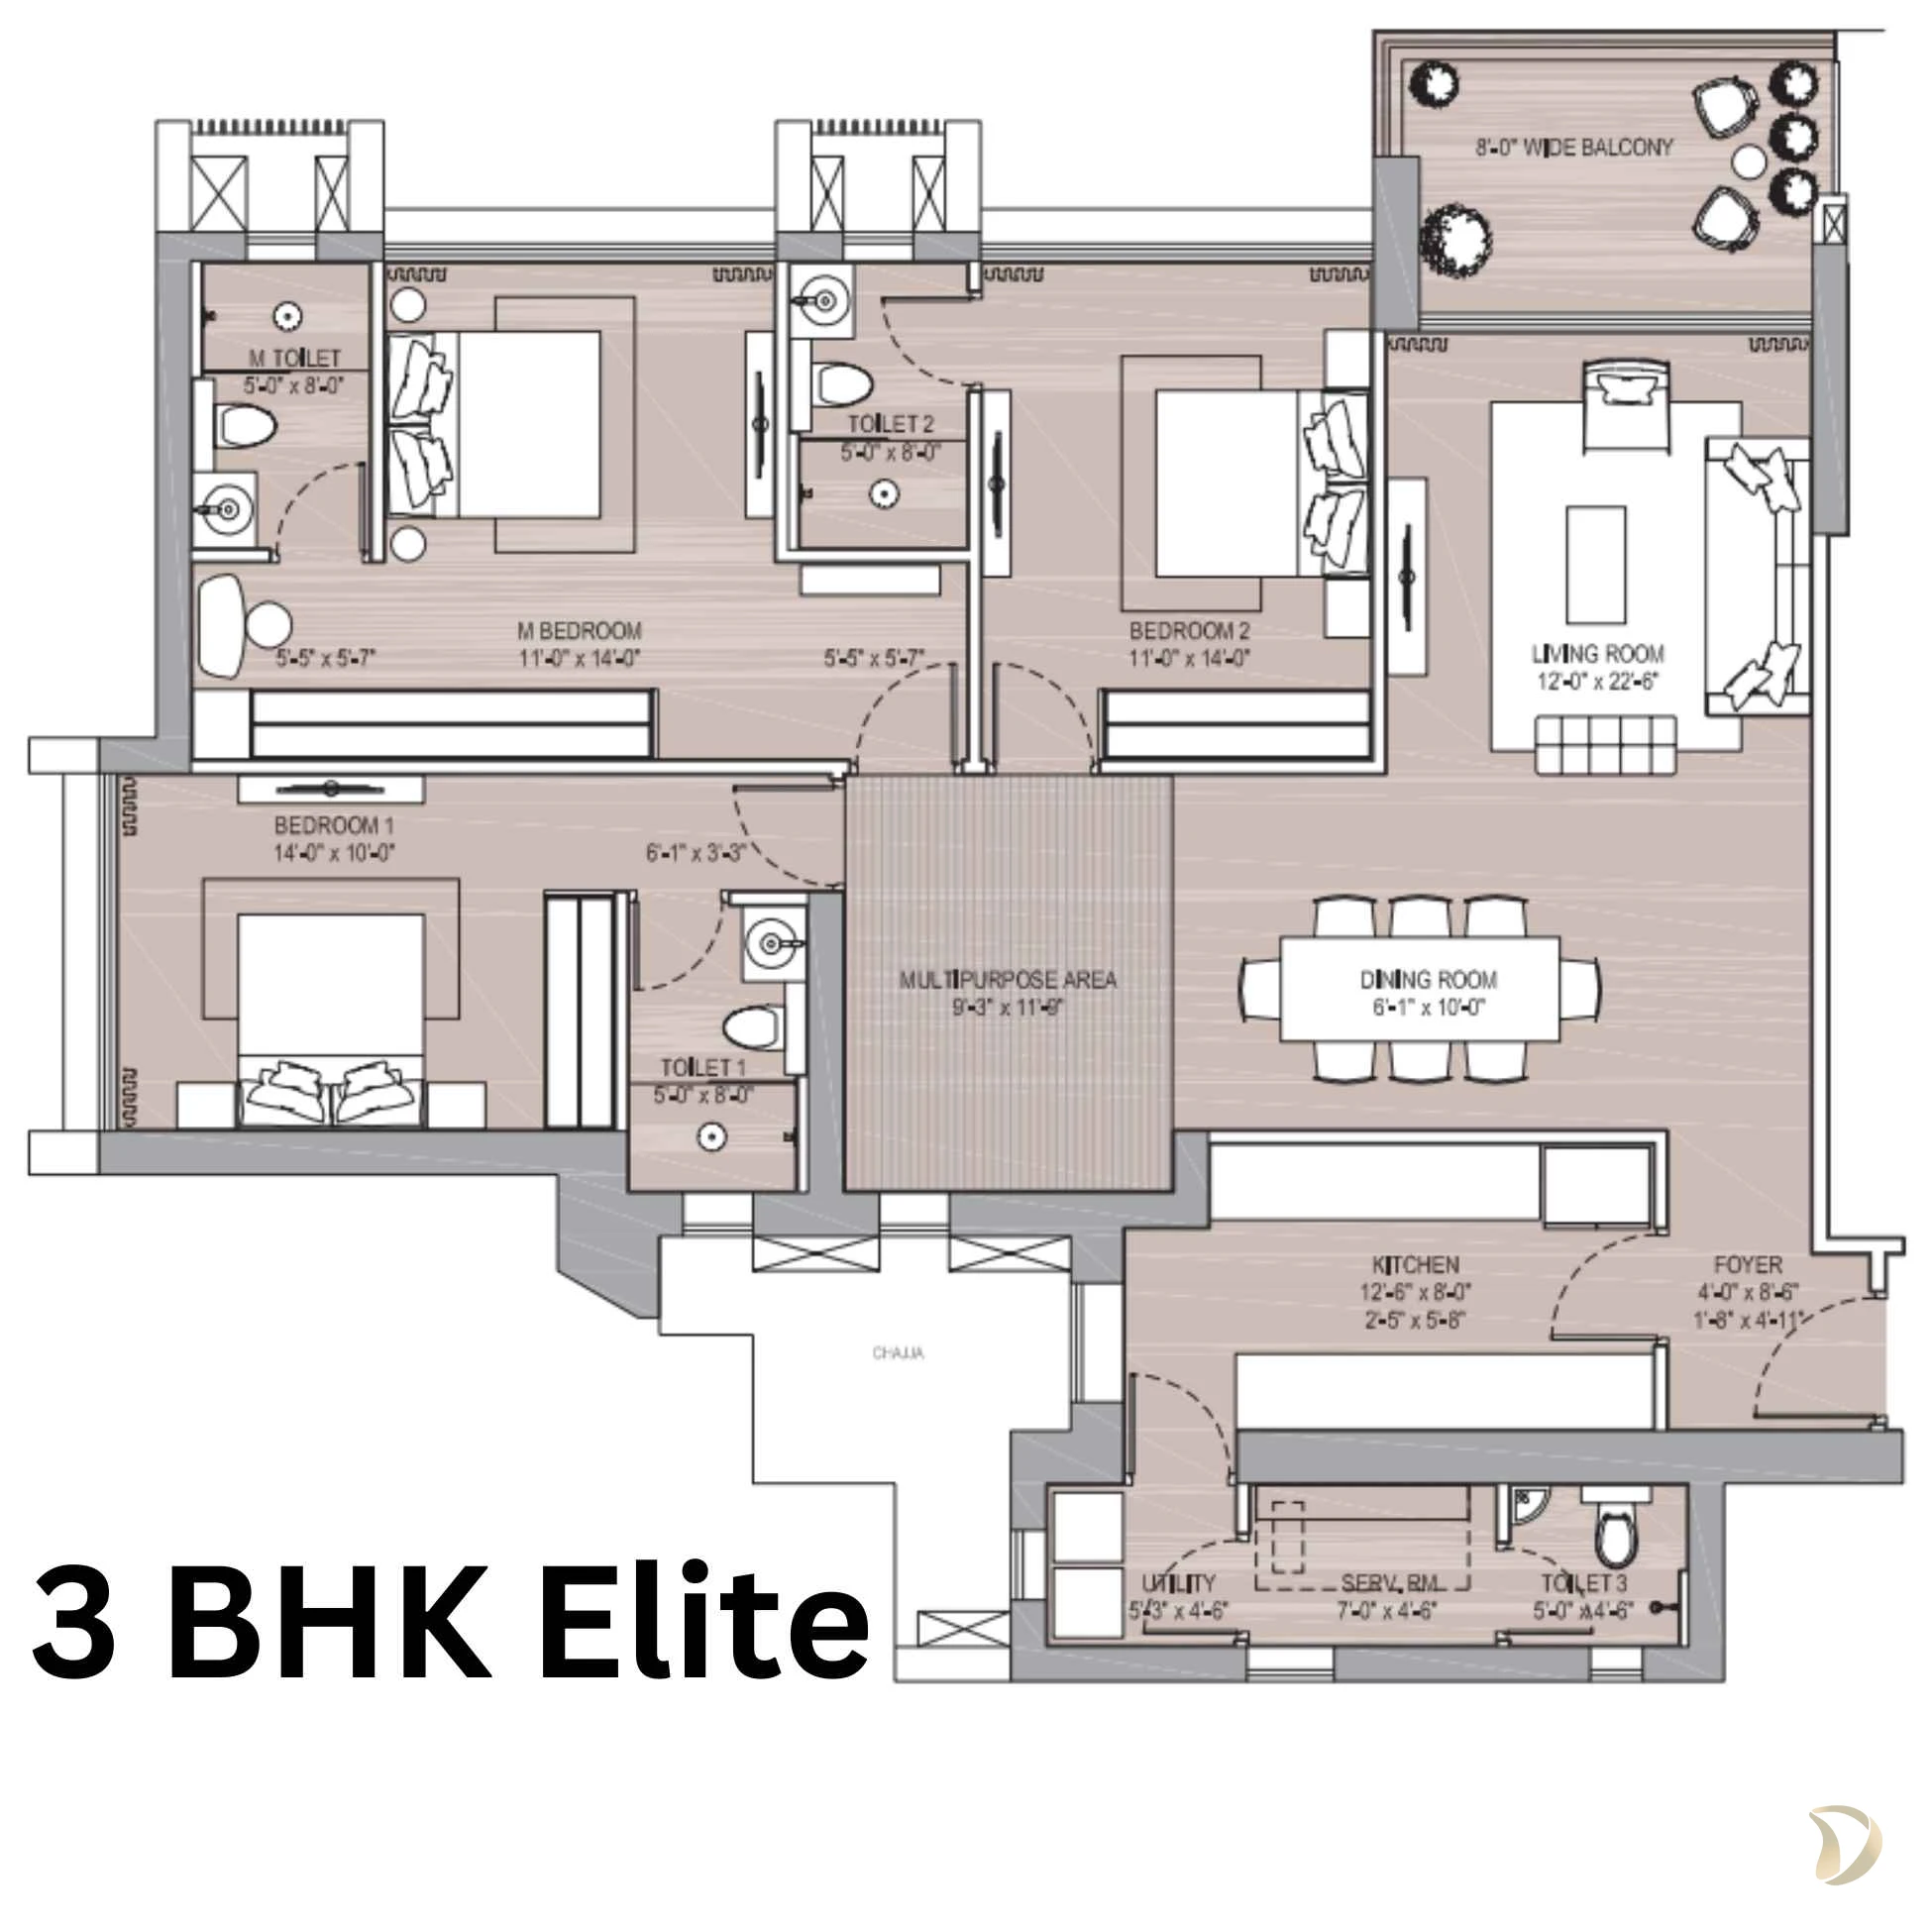 8'-0" WIDE BALCONY
M TOILET
5'-0" x 8'-0"
TOILET 2
5'-0" x 8'-0"
M BEDROOM
11'-0" x 14'-0"
5'-5" x 5'-7"
5'-5" x 5'-7"
BEDROOM 2
11'-0" x 14'-0"
LIVING ROOM
12'-0" x 22'-6"
BEDROOM 1
14'-0" x 10'-0"
6'-1" x 3'-3"
MULTIPURPOSE AREA
9'-3" x 11'-9"
DINING ROOM
6'-1" x 10'-0"
TOILET 1
5'-0" x 8'-0"
KITCHEN
12'-6" x 8'-0"
2'-5" x 5'-8"
FOYER
4'-0" x 8'-6"
1'-8" x 4'-11"
CHAJJA
UTILITY
5'-3" x 4'-6"
SERV. RM.
7'-0" x 4'-6"
TOILET 3
5'-0" x 4'-6"
3 BHK Elite